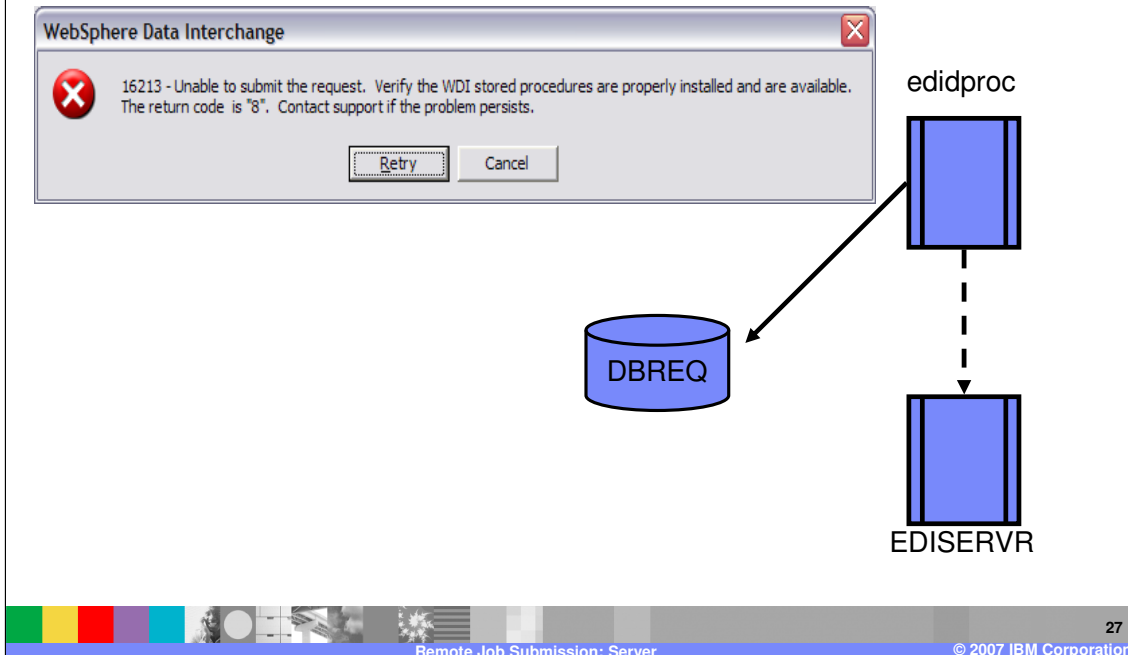 WebSphere Data Interchange
16213 - Unable to submit the request. Verify the WDI stored procedures are properly installed and are available.
The return code is "8". Contact support if the problem persists.
Retry
Cancel
edidproc
DBREQ
EDISERVR
27
Remote Job Submission: Server
© 2007 IBM Corporation